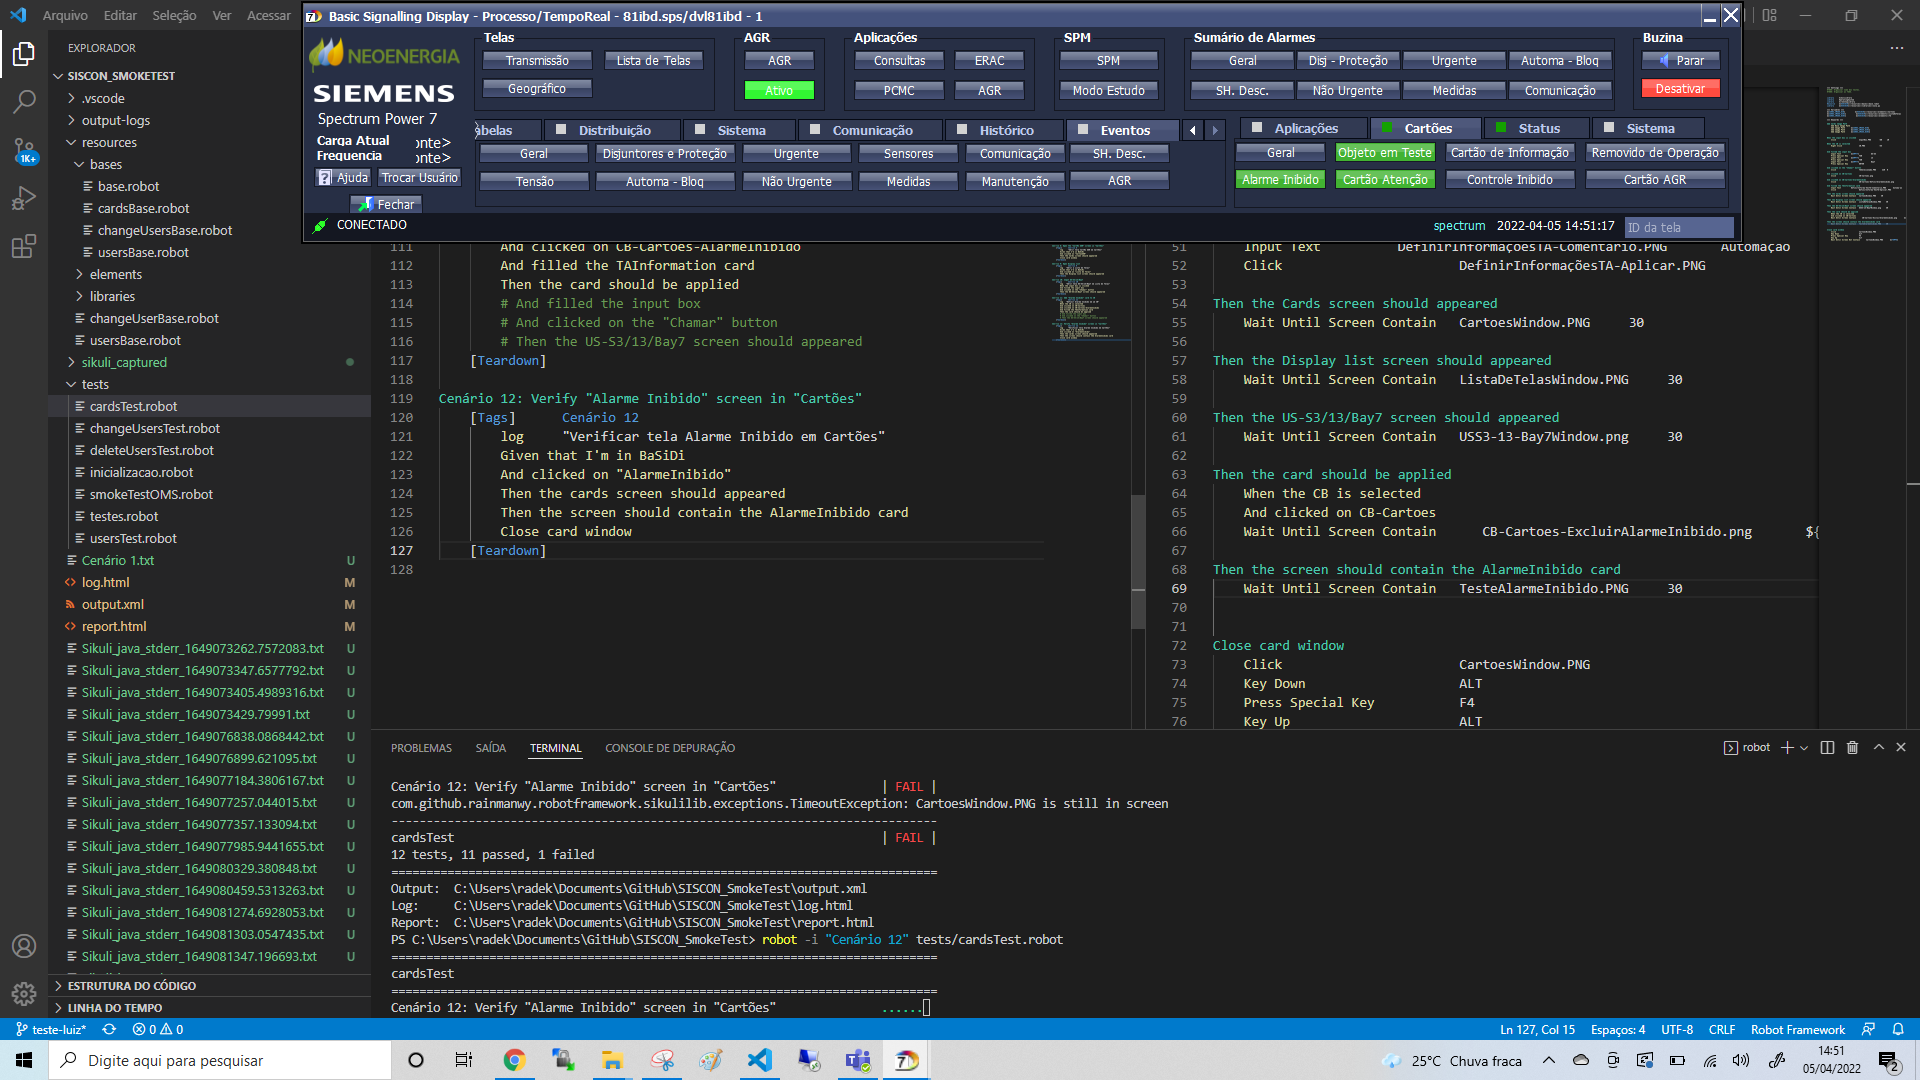 Arquivo Editar Seleção Ver Acessar
Basic Signalling Display - Processo/TempoReal - 81ibd.sps/dvl81ibd - 1
NEOENERGIA
SIEMENS
Spectrum Power 7
Carga Atual onte>
Frequencia onte>
Ajuda Trocar Usuário
Fechar
CONECTADO
Telas
Transmissão Lista de Telas
Geográfico
AGR
AGR
Ativo
Aplicações
Consultas ERAC
PCMC AGR
SPM
SPM
Modo Estudo
Sumário de Alarmes
Geral Disj - Proteção Urgente Automa - Bloq
SH. Desc. Não Urgente Medidas Comunicação
Buzina
Parar
Desativar
abelas Distribuição Sistema Comunicação Histórico Eventos
Geral Disjuntores e Proteção Urgente Sensores Comunicação SH. Desc.
Tensão Automa - Bloq Não Urgente Medidas Manutenção AGR
Aplicações Cartões Status Sistema
Geral Objeto em Teste Cartão de Informação Removido de Operação
Alarme Inibido Cartão Atenção Controle Inibido Cartão AGR
spectrum 2022-04-05 14:51:17 ID da tela
EXPLORADOR
SISCON_SMOKETEST
.vscode
output-logs
resources
bases
base.robot
cardsBase.robot
changeUsersBase.robot
usersBase.robot
elements
libraries
changeUserBase.robot
usersBase.robot
sikuli_captured
tests
cardsTest.robot
changeUsersTest.robot
deleteUsersTest.robot
inicializacao.robot
smokeTestOMS.robot
testes.robot
usersTest.robot
Cenário 1.txt U
log.html M
output.xml M
report.html M
Sikuli_java_stderr_1649073262.7572083.txt U
Sikuli_java_stderr_1649073347.6577792.txt U
Sikuli_java_stderr_1649073405.4989316.txt U
Sikuli_java_stderr_1649073429.79991.txt U
Sikuli_java_stderr_1649076838.0868442.txt U
Sikuli_java_stderr_1649076899.621095.txt U
Sikuli_java_stderr_1649077184.3806167.txt U
Sikuli_java_stderr_1649077257.044015.txt U
Sikuli_java_stderr_1649077357.133094.txt U
Sikuli_java_stderr_1649077985.9441655.txt U
Sikuli_java_stderr_1649080329.380848.txt U
Sikuli_java_stderr_1649080459.5313263.txt U
Sikuli_java_stderr_1649081274.6928053.txt U
Sikuli_java_stderr_1649081303.0547435.txt U
Sikuli_java_stderr_1649081347.196693.txt U
ESTRUTURA DO CÓDIGO
LINHA DO TEMPO
1K+
111 And clicked on CB-Cartoes-AlarmeInibido
112 And filled the TAInformation card
113 Then the card should be applied
114 # And filled the input box
115 # And clicked on the "Chamar" button
116 # Then the US-S3/13/Bay7 screen should appeared
117 [Teardown]
118
119 Cenário 12: Verify "Alarme Inibido" screen in "Cartões"
120 [Tags] Cenário 12
121 log "Verificar tela Alarme Inibido em Cartões"
122 Given that I'm in BaSiDi
123 And clicked on "AlarmeInibido"
124 Then the cards screen should appeared
125 Then the screen should contain the AlarmeInibido card
126 Close card window
127 [Teardown]
128
51 Input Text DefinirInformaçõesTA-Comentario.PNG Automação
52 Click DefinirInformaçõesTA-Aplicar.PNG
53
54 Then the Cards screen should appeared
55 Wait Until Screen Contain CartoesWindow.PNG 30
56
57 Then the Display list screen should appeared
58 Wait Until Screen Contain ListaDeTelasWindow.PNG 30
59
60 Then the US-S3/13/Bay7 screen should appeared
61 Wait Until Screen Contain USS3-13-Bay7Window.png 30
62
63 Then the card should be applied
64 When the CB is selected
65 And clicked on CB-Cartoes
66 Wait Until Screen Contain CB-Cartoes-ExcluirAlarmeInibido.png ${
67
68 Then the screen should contain the AlarmeInibido card
69 Wait Until Screen Contain TesteAlarmeInibido.PNG 30
70
71
72 Close card window
73 Click CartoesWindow.PNG
74 Key Down ALT
75 Press Special Key F4
76 Key Up ALT
PROBLEMAS SAÍDA TERMINAL CONSOLE DE DEPURAÇÃO robot
Cenário 12: Verify "Alarme Inibido" screen in "Cartões" | FAIL |
com.github.rainmanwy.robotframework.sikulilib.exceptions.TimeoutException: CartoesWindow.PNG is still in screen
------------------------------------------------------------------------------
cardsTest | FAIL |
12 tests, 11 passed, 1 failed
==============================================================================
Output: C:\Users\radek\Documents\GitHub\SISCON_SmokeTest\output.xml
Log: C:\Users\radek\Documents\GitHub\SISCON_SmokeTest\log.html
Report: C:\Users\radek\Documents\GitHub\SISCON_SmokeTest\report.html
PS C:\Users\radek\Documents\GitHub\SISCON_SmokeTest> robot -i "Cenário 12" tests/cardsTest.robot
==============================================================================
cardsTest
==============================================================================
Cenário 12: Verify "Alarme Inibido" screen in "Cartões" ......
teste-luiz* 0 0 Ln 127, Col 15 Espaços: 4 UTF-8 CRLF Robot Framework
Digite aqui para pesquisar
25°C Chuva fraca
14:51
05/04/2022
2